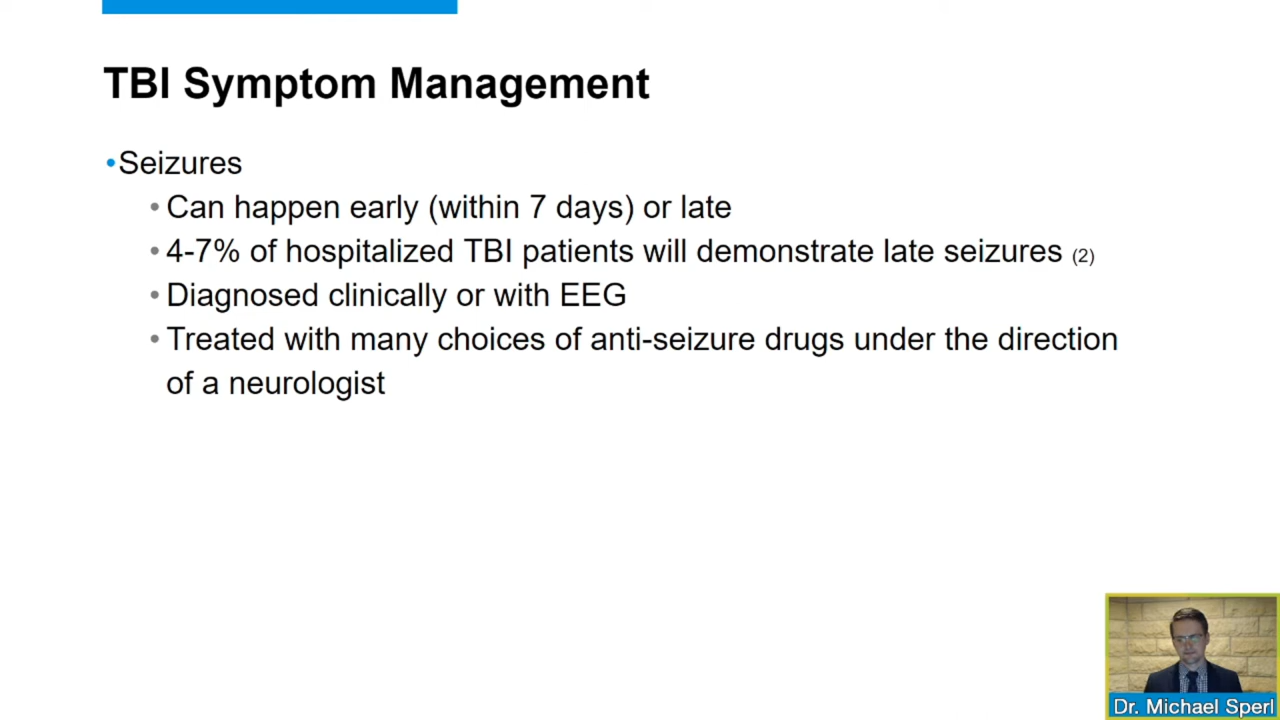 TBI Symptom Management
•Seizures
• Can happen early (within 7 days) or late
• 4-7% of hospitalized TBI patients will demonstrate late seizures (2)
• Diagnosed clinically or with EEG
• Treated with many choices of anti-seizure drugs under the direction
of a neurologist
Dr. Michael Sperl